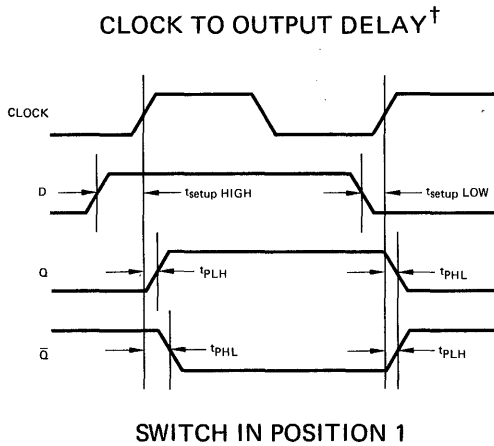 CLOCK TO OUTPUT DELAY†
CLOCK
D
tsetup HIGH
tsetup LOW
Q
tPLH
tPHL
Q̅
tPHL
tPLH
SWITCH IN POSITION 1